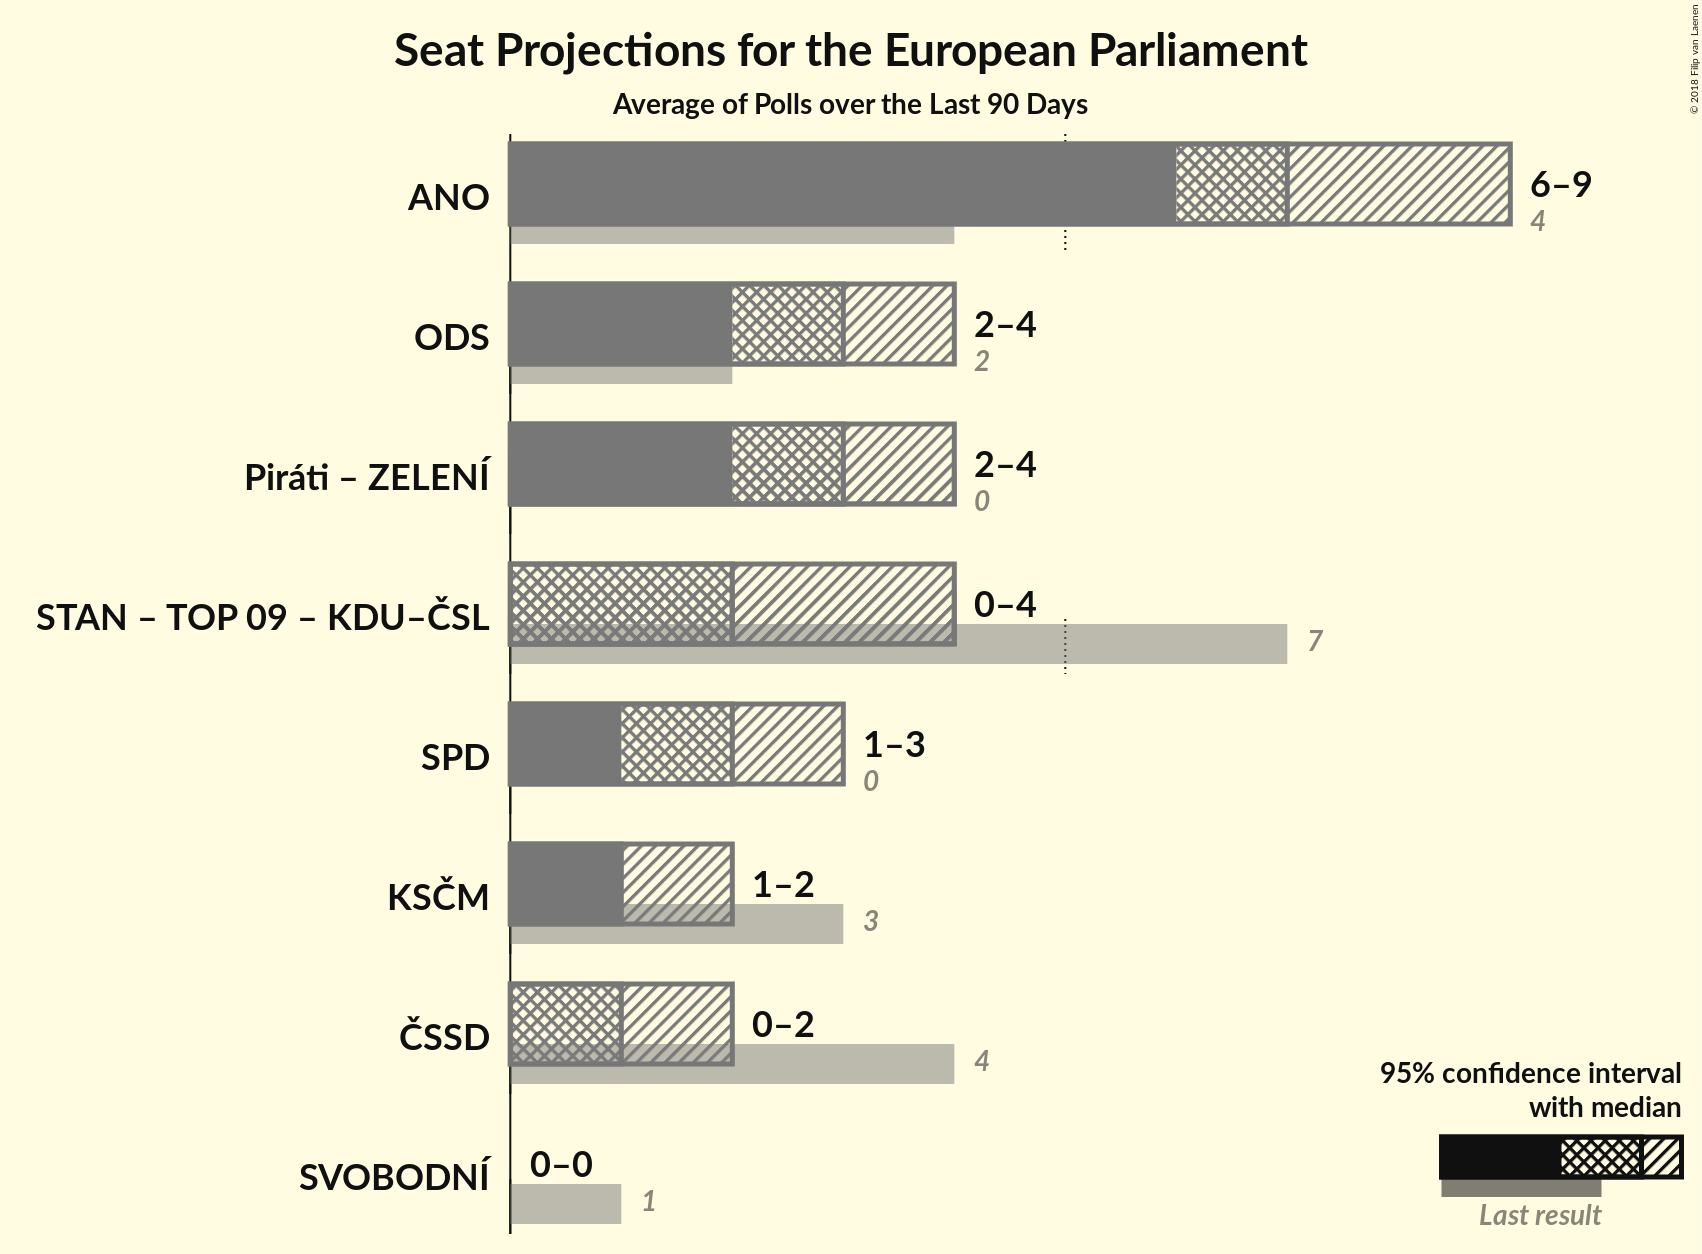 Seat Projections for the European Parliament
Average of Polls over the Last 90 Days
© 2018 Filip van Laenen
ANO
6–9
4
ODS
2–4
2
Piráti – ZELENÍ
2–4
0
STAN – TOP 09 – KDU–ČSL
0–4
7
SPD
1–3
0
KSČM
1–2
3
ČSSD
0–2
4
SVOBODNÍ
0–0
1
95% confidence interval
with median
Last result